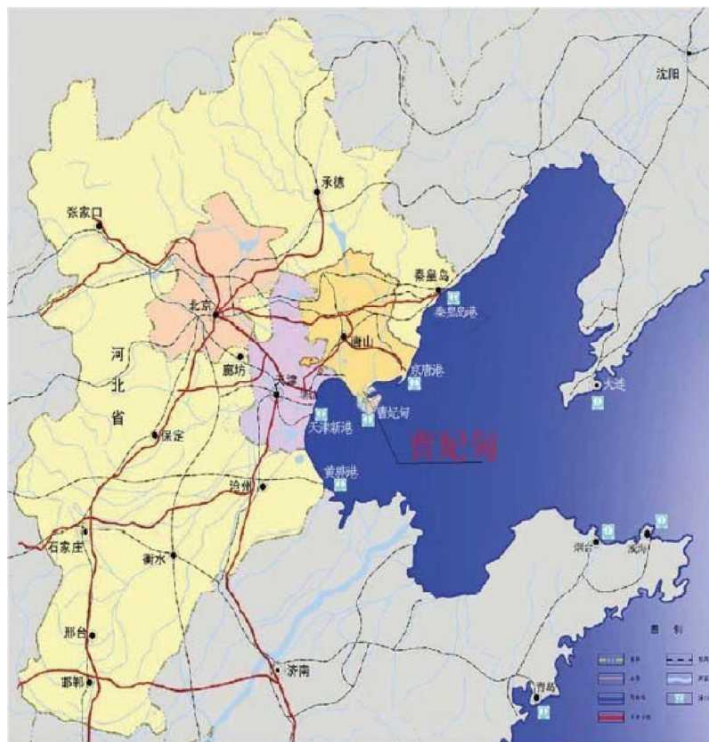 沈阳
承德
张家口
秦皇岛
秦皇岛港
北京
唐山
河北省
廊坊
京唐港
大连
天津
曹妃甸
天津新港
曹妃甸
保定
黄骅港
沧州
石家庄
衡水
烟台
威海
邢台
图例
济南
邯郸
青岛